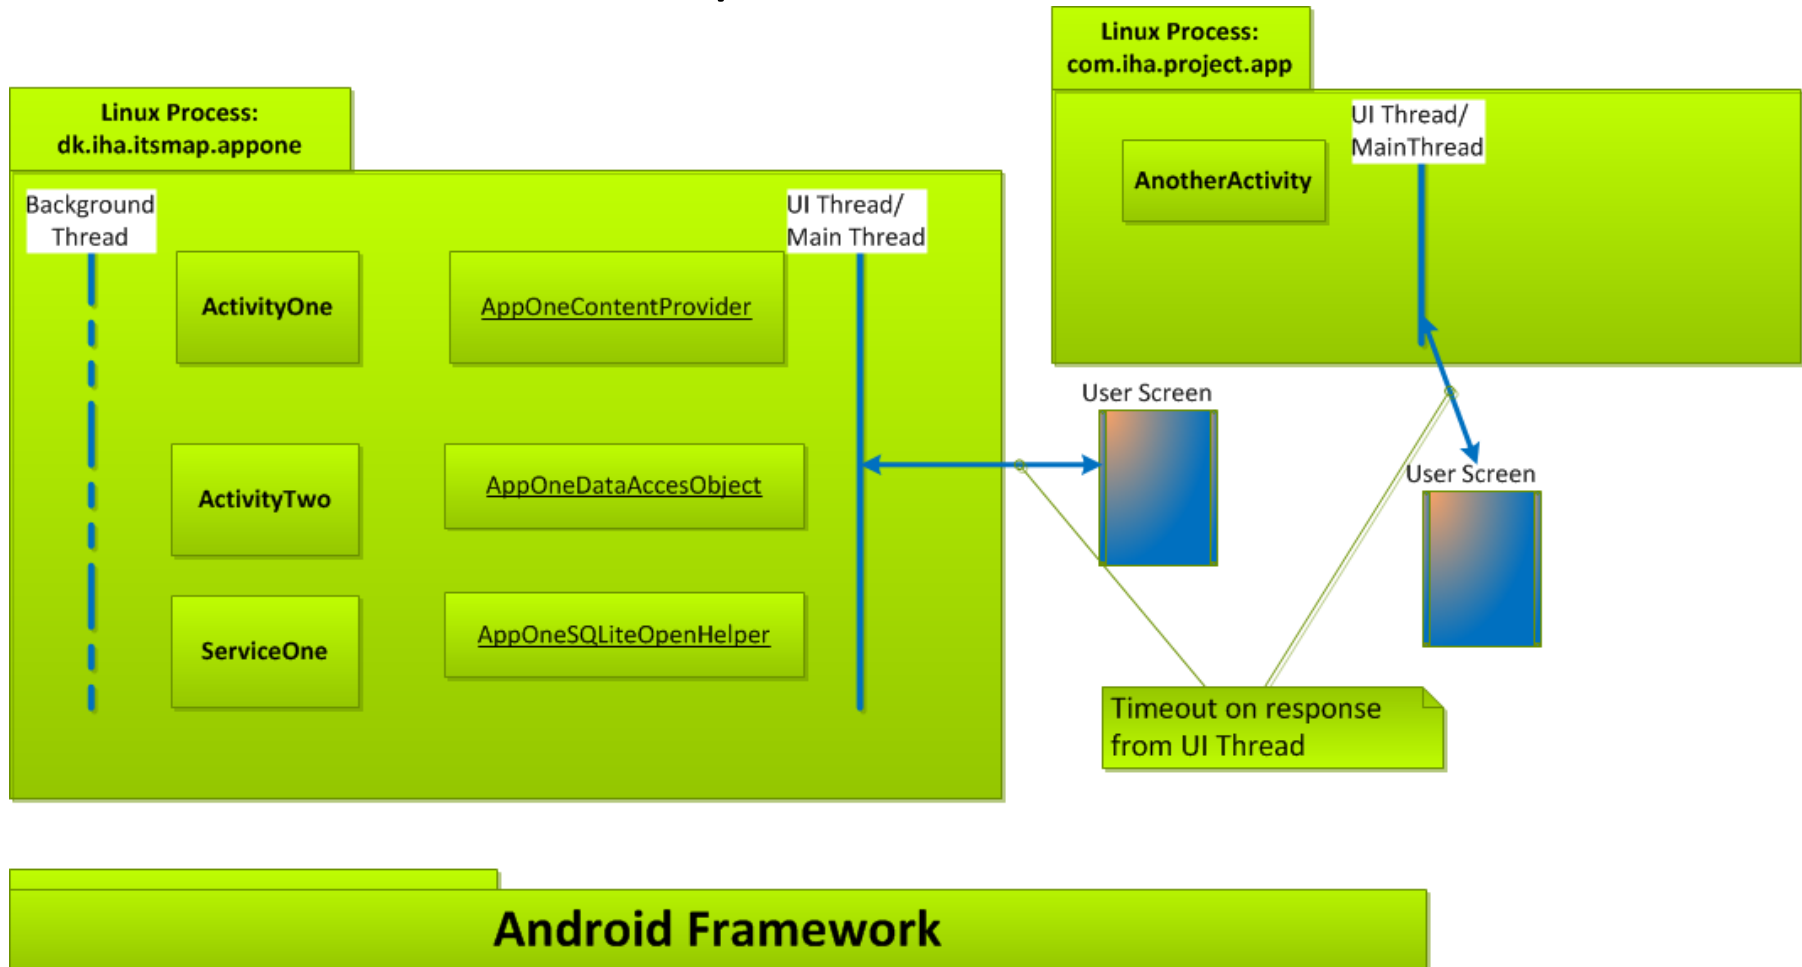 Linux Process:
com.iha.project.app
Linux Process:
dk.iha.itsmap.appone
UI Thread/
MainThread
AnotherActivity
Background
Thread
UI Thread/
Main Thread
ActivityOne
AppOneContentProvider
User Screen
ActivityTwo
AppOneDataAccesObject
User Screen
ServiceOne
AppOneSQLiteOpenHelper
Timeout on response
from UI Thread
Android Framework